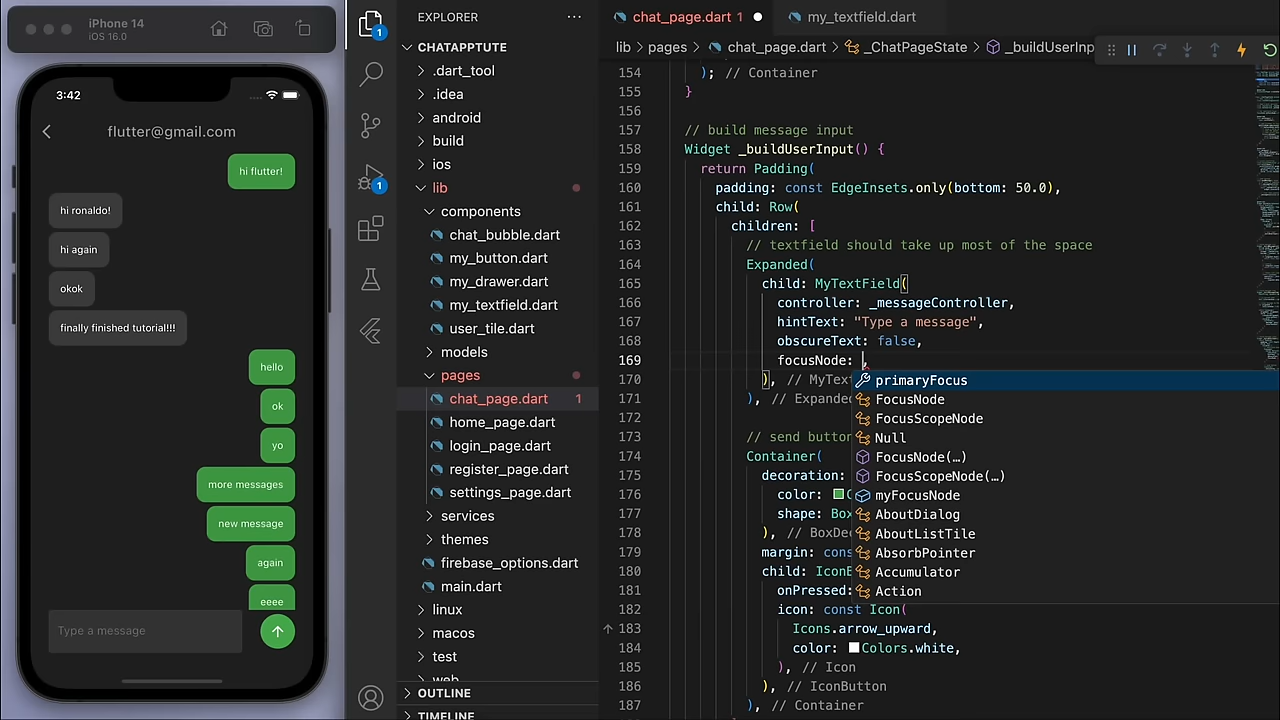 iPhone 14
iOS 16.0
3:42
flutter@gmail.com
hi flutter!
hi ronaldo!
hi again
okok
finally finished tutorial!!!
hello
ok
yo
more messages
new message
again
eeee
Type a message
1
1
EXPLORER
CHATAPPTUTE
.dart_tool
.idea
android
build
ios
lib
components
chat_bubble.dart
my_button.dart
my_drawer.dart
my_textfield.dart
user_tile.dart
models
pages
chat_page.dart 1
home_page.dart
login_page.dart
register_page.dart
settings_page.dart
services
themes
firebase_options.dart
main.dart
linux
macos
test
web
OUTLINE
TIMELINE
chat_page.dart 1
my_textfield.dart
lib > pages > chat_page.dart > _ChatPageState > _buildUserInp
154 ); // Container
155 }
156
157 // build message input
158 Widget _buildUserInput() {
159 return Padding(
160 padding: const EdgeInsets.only(bottom: 50.0),
161 child: Row(
162 children: [
163 // textfield should take up most of the space
164 Expanded(
165 child: MyTextField(
166 controller: _messageController,
167 hintText: "Type a message",
168 obscureText: false,
169 focusNode: ,
170 ), // MyText
171 ), // Expanded
172
173 // send button
174 Container(
175 decoration:
176 color:
177 shape: Box
178 ), // BoxDec
179 margin: cons
180 child: IconB
181 onPressed:
182 icon: const Icon(
183 Icons.arrow_upward,
184 color: Colors.white,
185 ), // Icon
186 ), // IconButton
187 ), // Container
primaryFocus
FocusNode
FocusScopeNode
Null
FocusNode(…)
FocusScopeNode(…)
myFocusNode
AboutDialog
AboutListTile
AbsorbPointer
Accumulator
Action